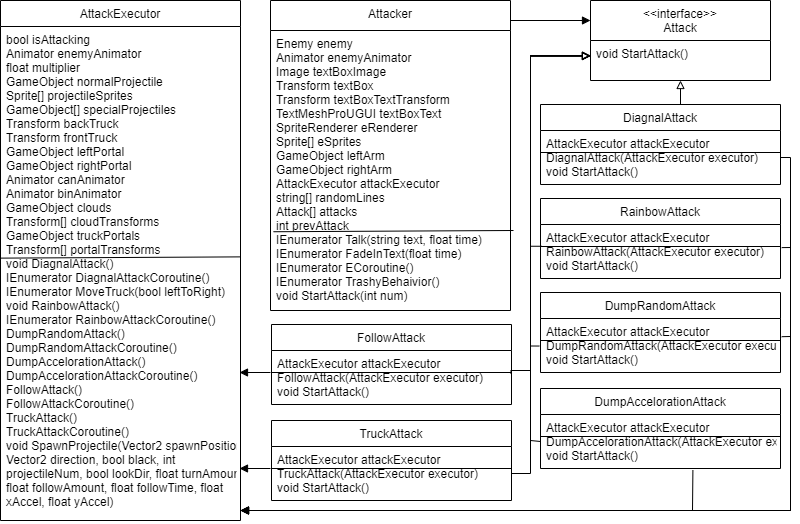 AttackExecutor
bool isAttacking
Animator enemyAnimator
float multiplier
GameObject normalProjectile
Sprite[] projectileSprites
GameObject[] specialProjectiles
Transform backTruck
Transform frontTruck
GameObject leftPortal
GameObject rightPortal
Animator canAnimator
Animator binAnimator
GameObject clouds
Transform[] cloudTransforms
GameObject truckPortals
Transform[] portalTransforms
void DiagnalAttack()
IEnumerator DiagnalAttackCoroutine()
IEnumerator MoveTruck(bool leftToRight)
void RainbowAttack()
IEnumerator RainbowAttackCoroutine()
DumpRandomAttack()
DumpRandomAttackCoroutine()
DumpAccelorationAttack()
DumpAccelorationAttackCoroutine()
FollowAttack()
FollowAttackCoroutine()
TruckAttack()
TruckAttackCoroutine()
void SpawnProjectile(Vector2 spawnPositio
Vector2 direction, bool black, int
projectileNum, bool lookDir, float turnAmoun
float followAmount, float followTime, float
xAccel, float yAccel)
Attacker
Enemy enemy
Animator enemyAnimator
Image textBoxImage
Transform textBox
Transform textBoxTextTransform
TextMeshProUGUI textBoxText
SpriteRenderer eRenderer
Sprite[] eSprites
GameObject leftArm
GameObject rightArm
AttackExecutor attackExecutor
string[] randomLines
Attack[] attacks
int prevAttack
IEnumerator Talk(string text, float time)
IEnumerator FadeInText(float time)
IEnumerator ECoroutine()
IEnumerator TrashyBehaivior()
void StartAttack(int num)
FollowAttack
AttackExecutor attackExecutor
FollowAttack(AttackExecutor executor)
void StartAttack()
TruckAttack
AttackExecutor attackExecutor
TruckAttack(AttackExecutor executor)
void StartAttack()
<<interface>>
Attack
void StartAttack()
DiagnalAttack
AttackExecutor attackExecutor
DiagnalAttack(AttackExecutor executor)
void StartAttack()
RainbowAttack
AttackExecutor attackExecutor
RainbowAttack(AttackExecutor executor)
void StartAttack()
DumpRandomAttack
AttackExecutor attackExecutor
DumpRandomAttack(AttackExecutor execu
void StartAttack()
DumpAccelorationAttack
AttackExecutor attackExecutor
DumpAccelorationAttack(AttackExecutor ex
void StartAttack()